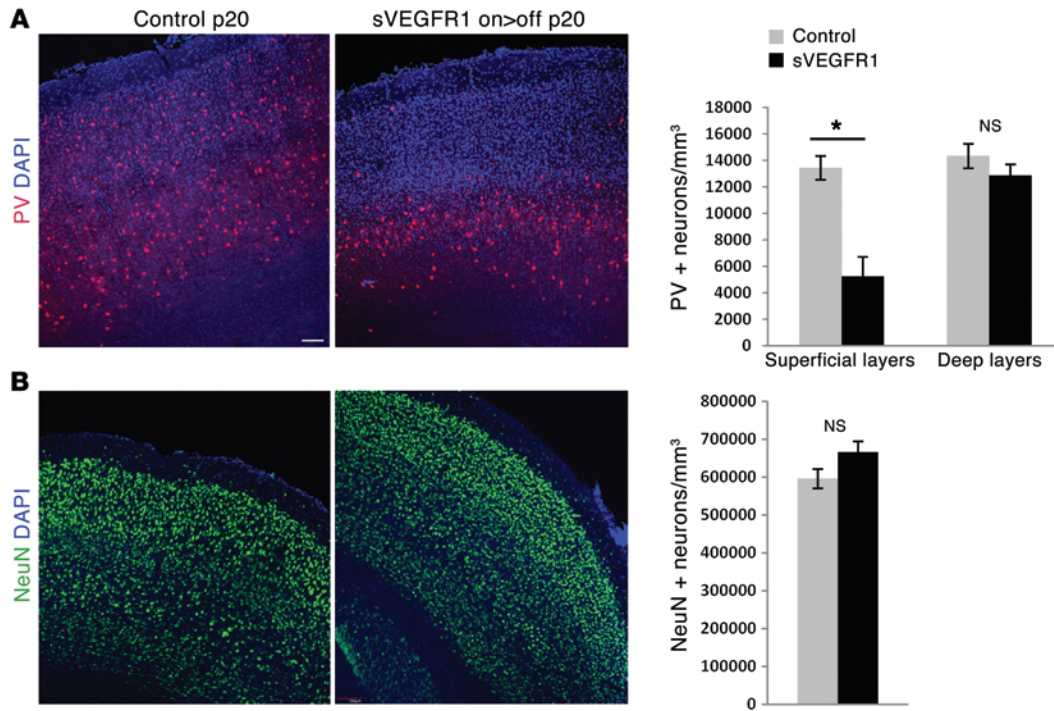 A
Control p20
sVEGFR1 on>off p20
PV DAPI
Control
sVEGFR1
PV + neurons/mm³
18000
16000
14000
12000
10000
8000
6000
4000
2000
0
*
NS
Superficial layers
Deep layers
B
NeuN DAPI
NeuN + neurons/mm³
800000
700000
600000
500000
400000
300000
200000
100000
0
NS